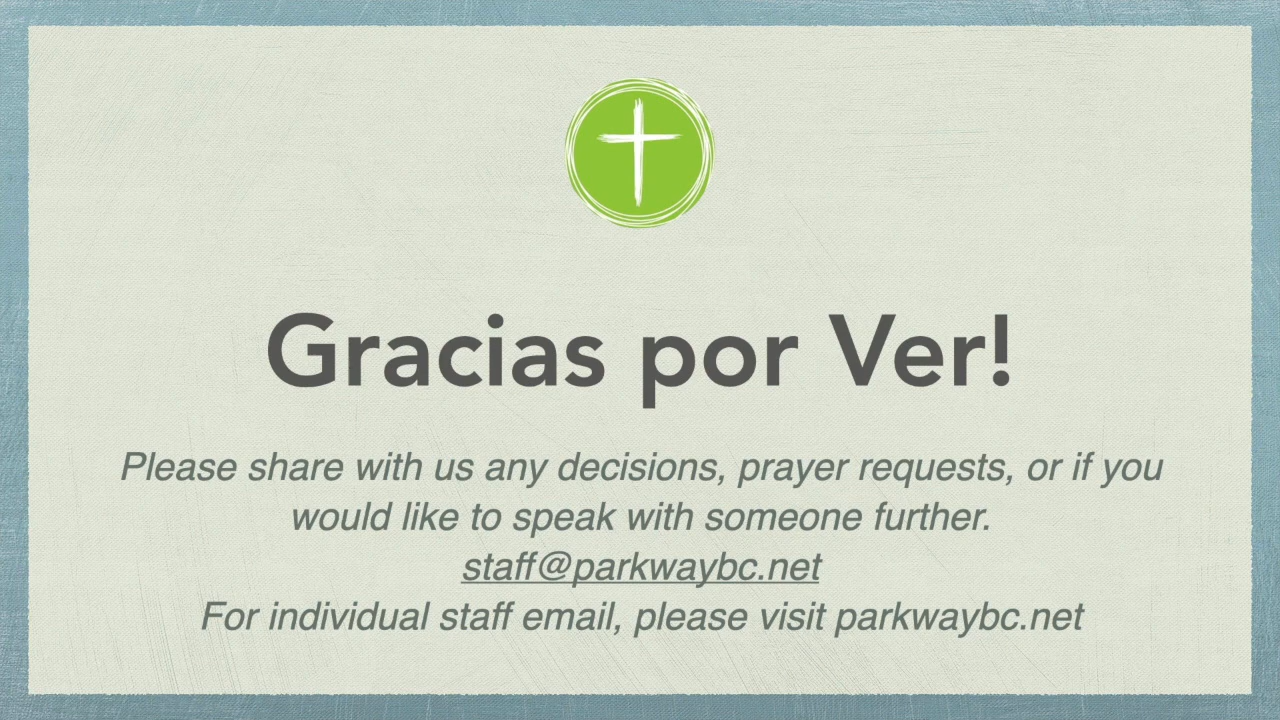 Gracias por Ver!
Please share with us any decisions, prayer requests, or if you
would like to speak with someone further.
staff@parkwaybc.net
For individual staff email, please visit parkwaybc.net